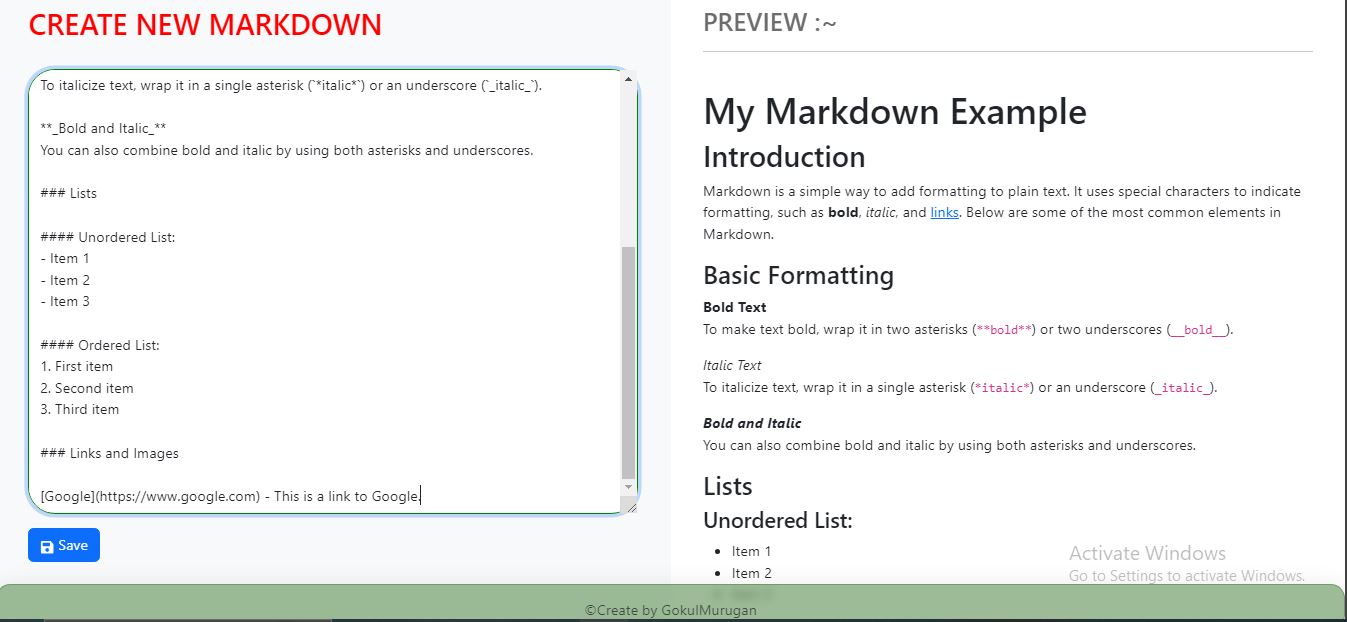 CREATE NEW MARKDOWN
To italicize text, wrap it in a single asterisk (`*italic*`) or an underscore (`_italic_`).
**_Bold and Italic_**
You can also combine bold and italic by using both asterisks and underscores.
### Lists
#### Unordered List:
- Item 1
- Item 2
- Item 3
#### Ordered List:
1. First item
2. Second item
3. Third item
### Links and Images
[Google](https://www.google.com) - This is a link to Google.
Save
PREVIEW :~
My Markdown Example
Introduction
Markdown is a simple way to add formatting to plain text. It uses special characters to indicate
formatting, such as bold, italic, and links. Below are some of the most common elements in
Markdown.
Basic Formatting
Bold Text
To make text bold, wrap it in two asterisks (**bold**) or two underscores (__bold__).
Italic Text
To italicize text, wrap it in a single asterisk (*italic*) or an underscore (_italic_).
Bold and Italic
You can also combine bold and italic by using both asterisks and underscores.
Lists
Unordered List:
• Item 1
• Item 2
Activate Windows
Go to Settings to activate Windows.
©Create by GokulMurugan